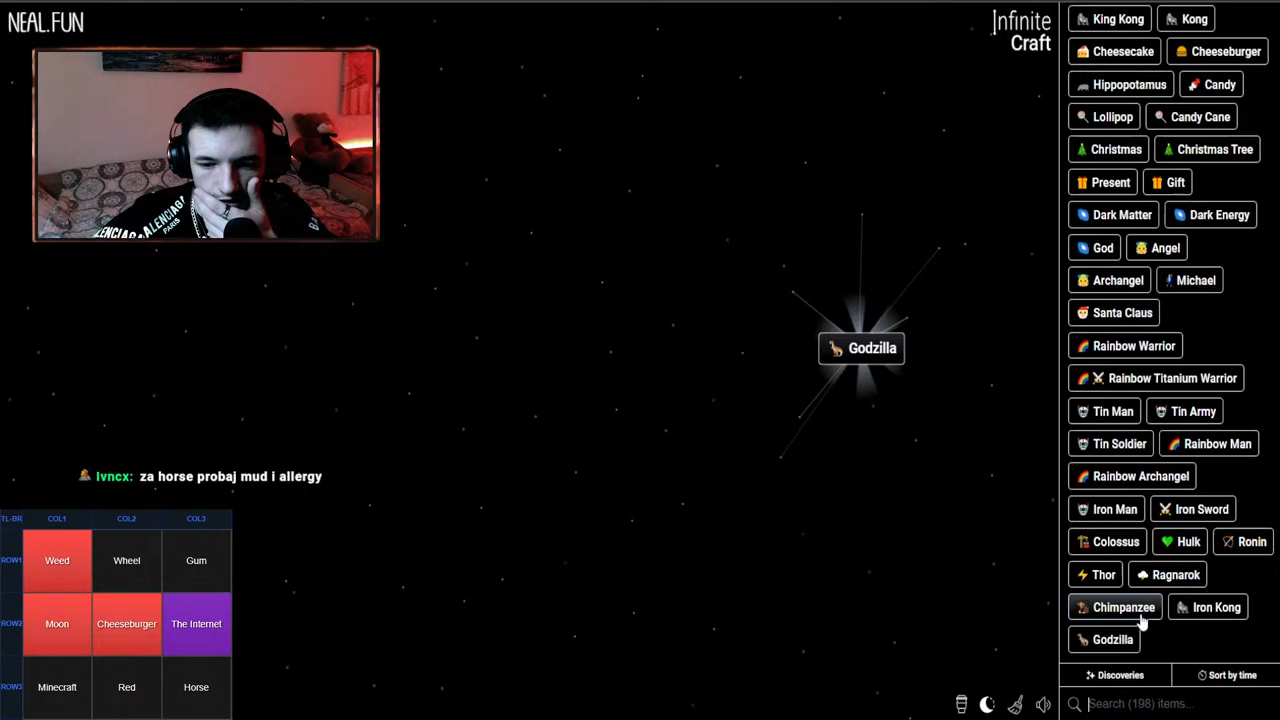 NEAL.FUN
Infinite
Craft
BALENCIAGA
PARIS
Godzilla
Ivncx: za horse probaj mud i allergy
TL-BR COL1 COL2 COL3
ROW1 Weed Wheel Gum
ROW2 Moon Cheeseburger The Internet
ROW3 Minecraft Red Horse
King Kong Kong
Cheesecake Cheeseburger
Hippopotamus Candy
Lollipop Candy Cane
Christmas Christmas Tree
Present Gift
Dark Matter Dark Energy
God Angel
Archangel Michael
Santa Claus
Rainbow Warrior
Rainbow Titanium Warrior
Tin Man Tin Army
Tin Soldier Rainbow Man
Rainbow Archangel
Iron Man Iron Sword
Colossus Hulk Ronin
Thor Ragnarok
Chimpanzee Iron Kong
Godzilla
Discoveries Sort by time
Search (198) items...